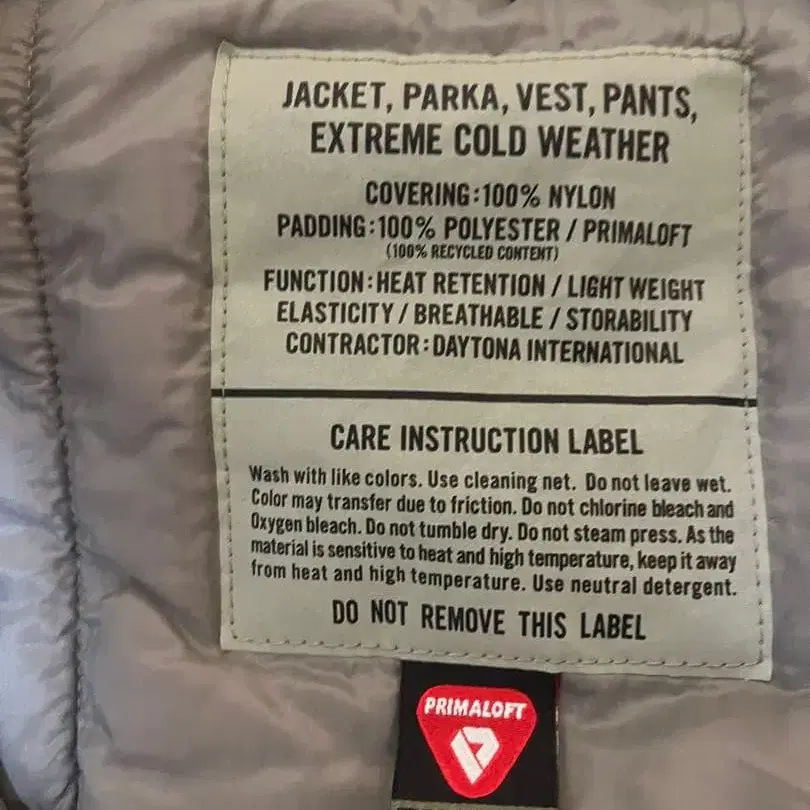 JACKET, PARKA, VEST, PANTS,
EXTREME COLD WEATHER
COVERING:100% NYLON
PADDING:100% POLYESTER / PRIMALOFT
(100% RECYCLED CONTENT)
FUNCTION:HEAT RETENTION / LIGHT WEIGHT
ELASTICITY / BREATHABLE / STORABILITY
CONTRACTOR:DAYTONA INTERNATIONAL
CARE INSTRUCTION LABEL
Wash with like colors. Use cleaning net. Do not leave wet.
Color may transfer due to friction. Do not chlorine bleach and
Oxygen bleach. Do not tumble dry. Do not steam press. As the
material is sensitive to heat and high temperature, keep it away
from heat and high temperature. Use neutral detergent.
DO NOT REMOVE THIS LABEL
PRIMALOFT